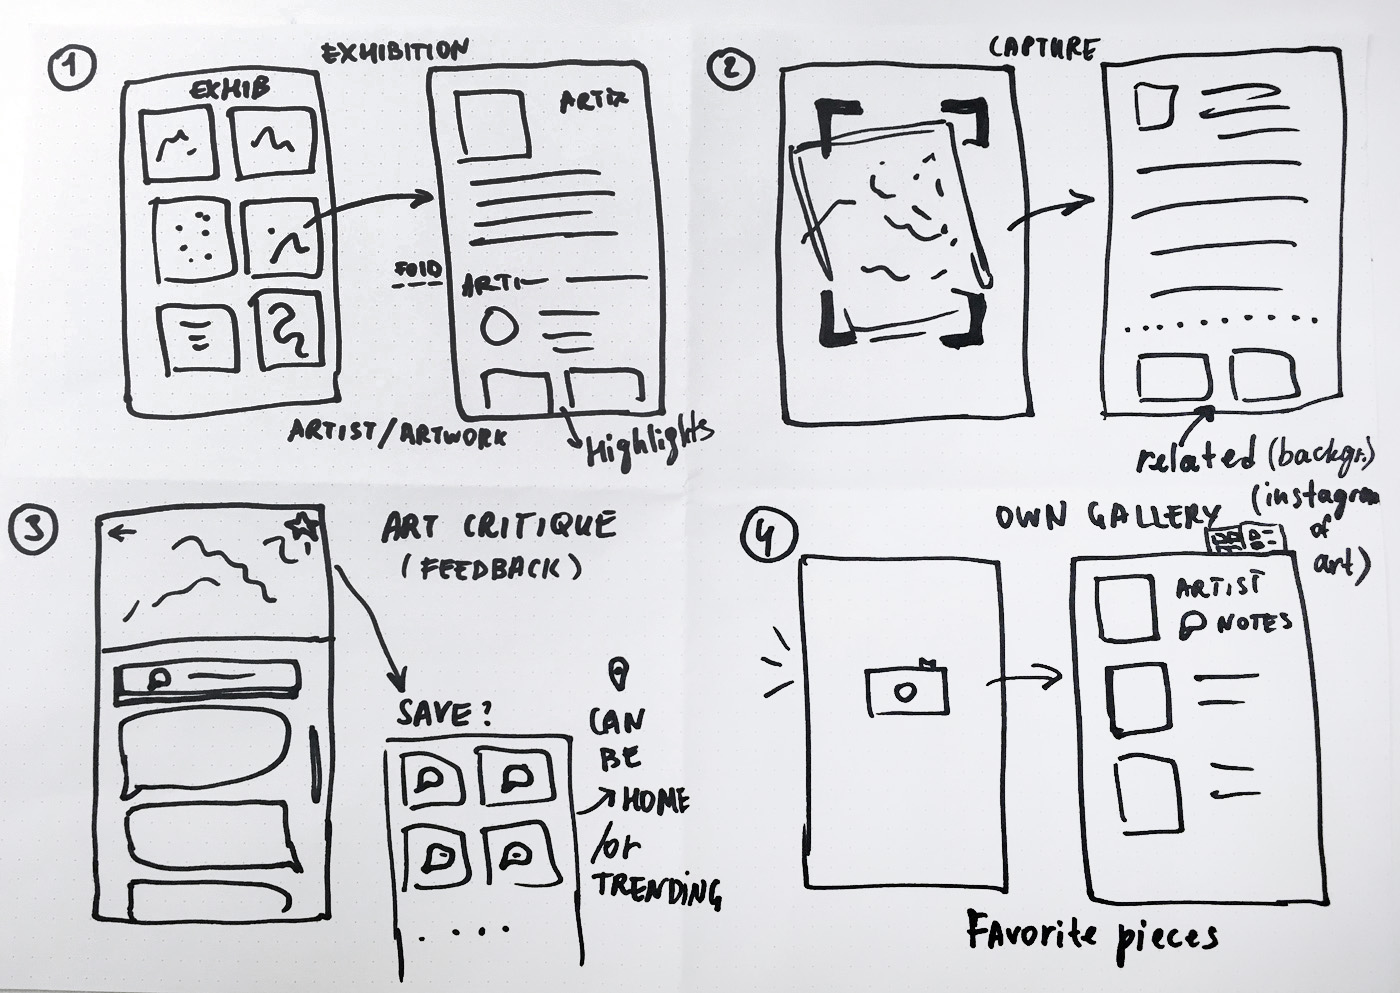 1
EXHIBITION
EXHIB
ARTI
FOLD
ARTI
ARTIST/ARTWORK
Highlights
2
CAPTURE
related (backgr.)
(instagram
of
art)
3
ART CRITIQUE
(FEEDBACK)
SAVE?
CAN
BE
HOME
/or
TRENDING
4
OWN GALLERY
ARTIST
NOTES
Favorite pieces